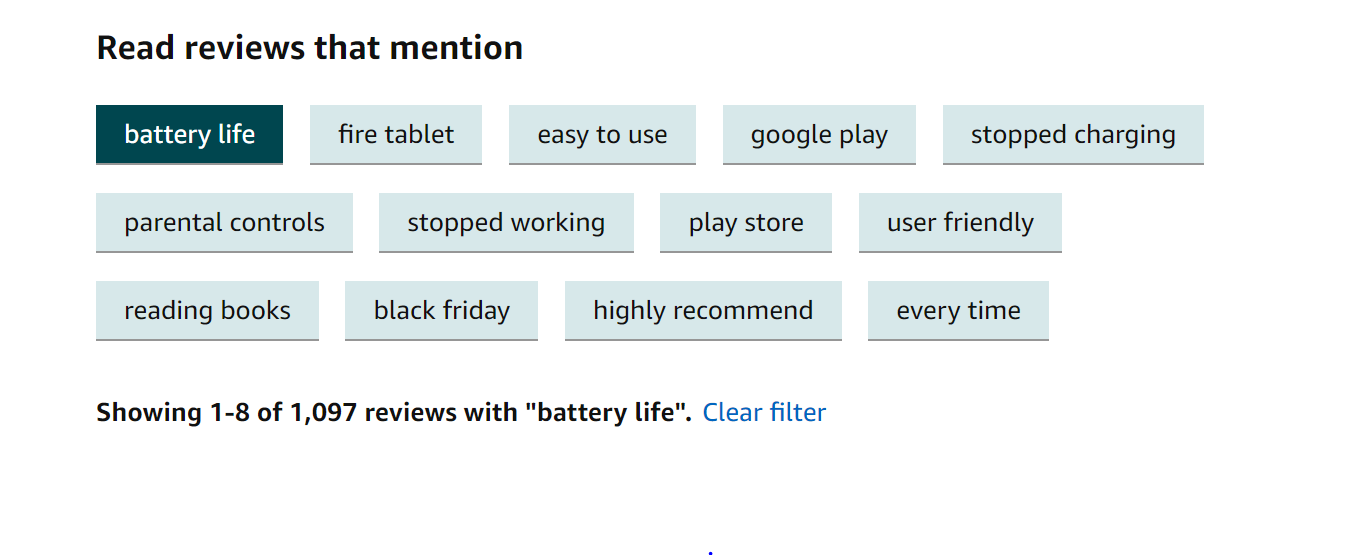 Read reviews that mention
battery life fire tablet easy to use google play stopped charging
parental controls stopped working play store user friendly
reading books black friday highly recommend every time
Showing 1-8 of 1,097 reviews with "battery life". Clear filter